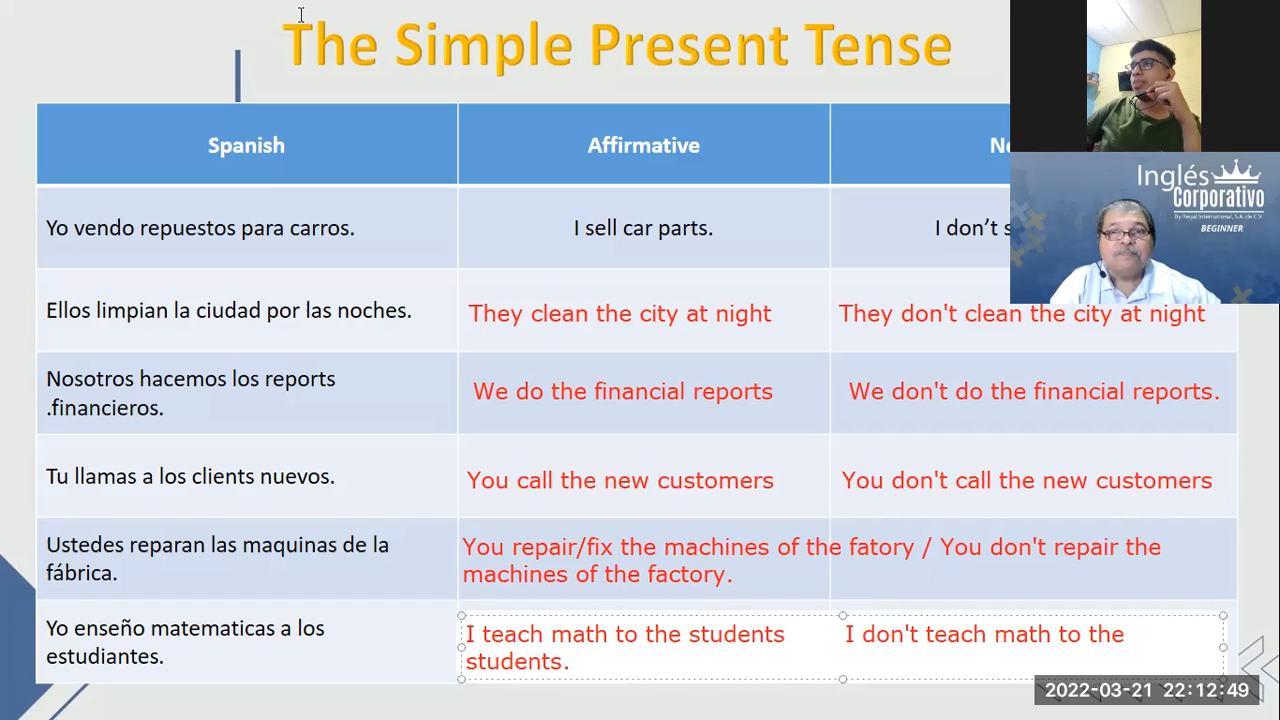 The Simple Present Tense
Spanish
Affirmative
Yo vendo repuestos para carros.
I sell car parts.
I don't
Ellos limpian la ciudad por las noches.
They clean the city at night
They don't clean the city at night
Nosotros hacemos los reports
.financieros.
We do the financial reports
We don't do the financial reports.
Tu llamas a los clients nuevos.
You call the new customers
You don't call the new customers
Ustedes reparan las maquinas de la
fábrica.
You repair/fix the machines of the fatory / You don't repair the
machines of the factory.
Yo enseño matematicas a los
estudiantes.
I teach math to the students I don't teach math to the
students.
Inglés
Corporativo
By Regal International, S.A. de C.V.
BEGINNER
2022-03-21 22:12:49